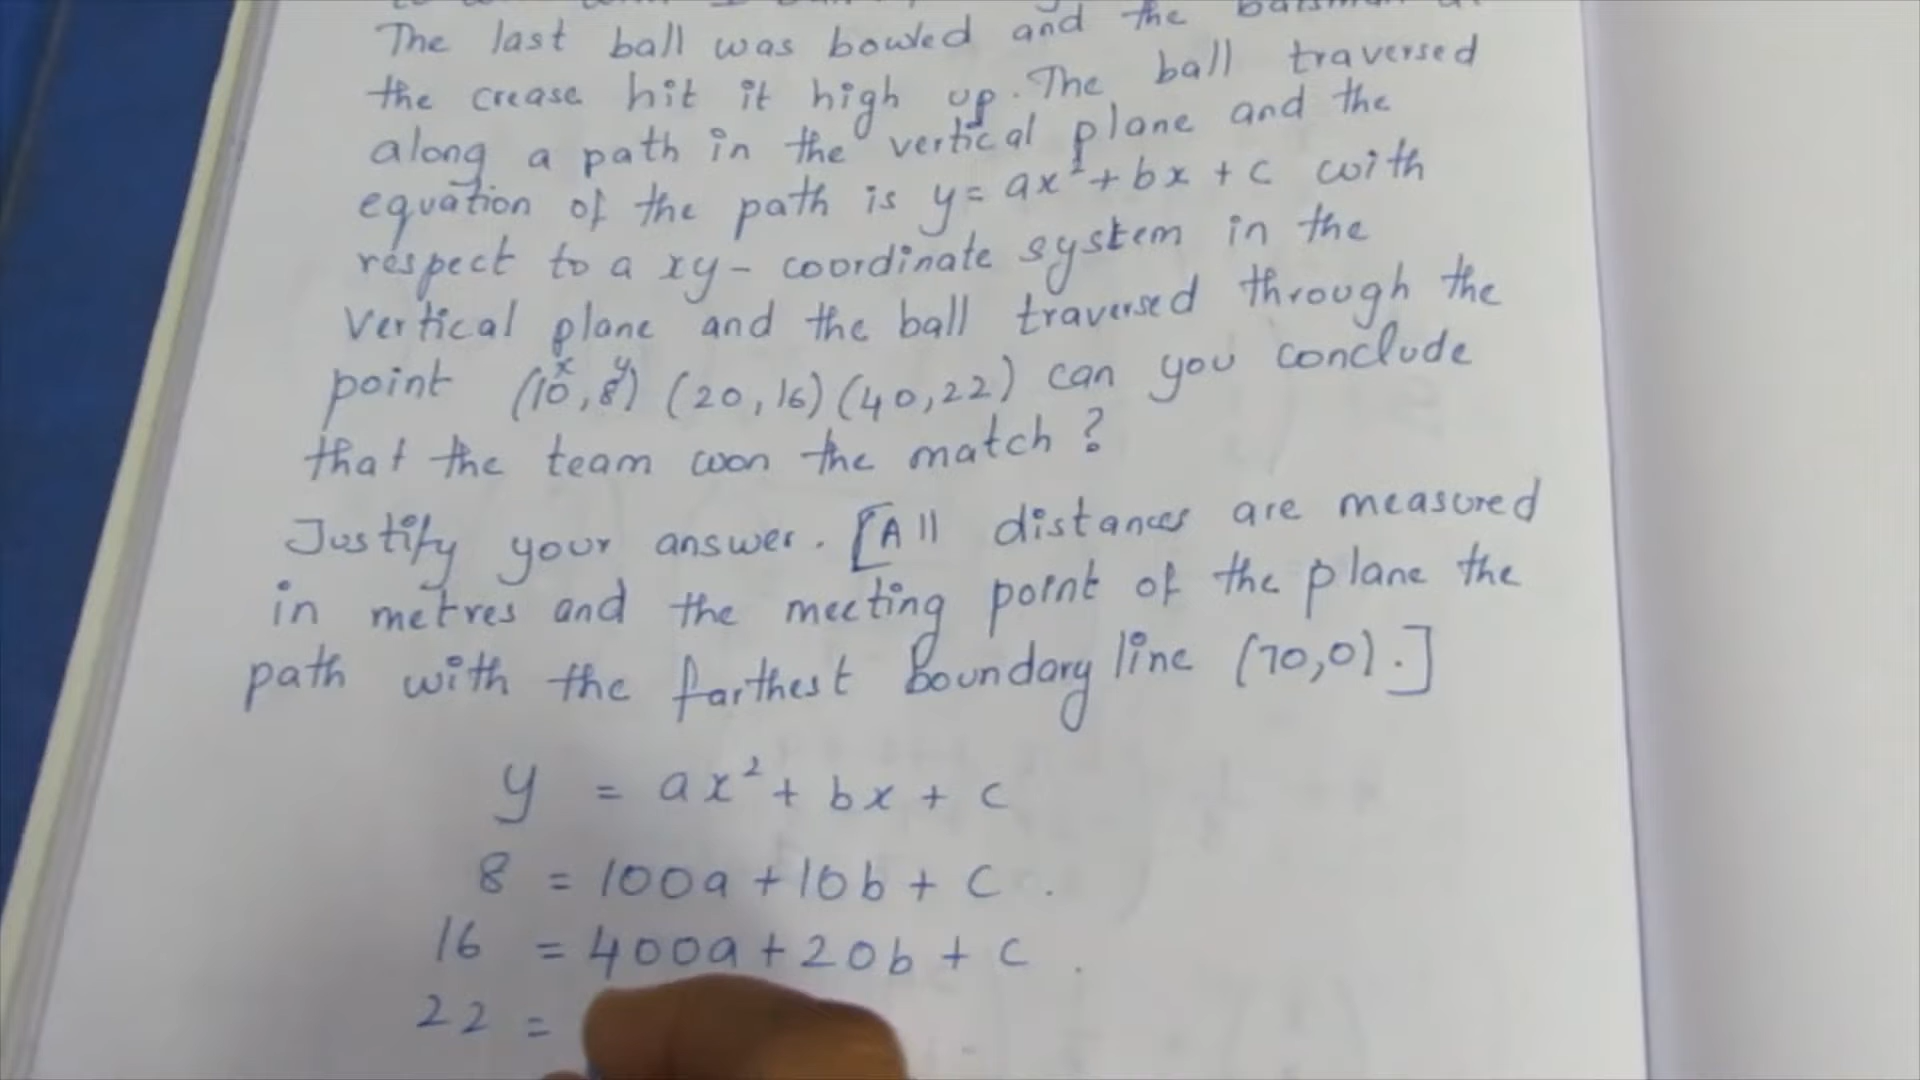 The last ball was bowled and the batsman at
the crease hit it high up. The ball traversed
along a path in the vertical plane and the
equation of the path is y = ax² + bx + c with
respect to a xy - coordinate system in the
vertical plane and the ball traversed through the
x y
point (10,8) (20,16) (40,22) can you conclude
that the team won the match ?
Justify your answer. [All distances are measured
in metres and the meeting point of the plane the
path with the farthest boundary line (70,0).]
y = ax² + bx + c
8 = 100a + 10b + c .
16 = 400a + 20b + c .
22 =